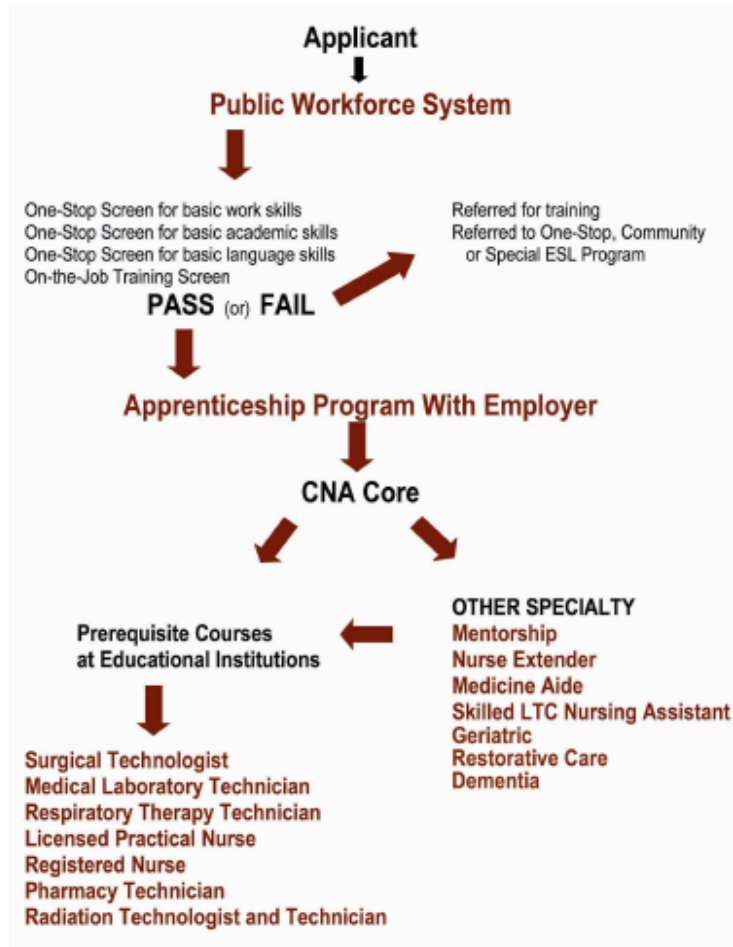 Applicant
Public Workforce System
One-Stop Screen for basic work skills
One-Stop Screen for basic academic skills
One-Stop Screen for basic language skills
On-the-Job Training Screen
PASS (or) FAIL
Referred for training
Referred to One-Stop, Community
or Special ESL Program
Apprenticeship Program With Employer
CNA Core
Prerequisite Courses
at Educational Institutions
OTHER SPECIALTY
Mentorship
Nurse Extender
Medicine Aide
Skilled LTC Nursing Assistant
Geriatric
Restorative Care
Dementia
Surgical Technologist
Medical Laboratory Technician
Respiratory Therapy Technician
Licensed Practical Nurse
Registered Nurse
Pharmacy Technician
Radiation Technologist and Technician